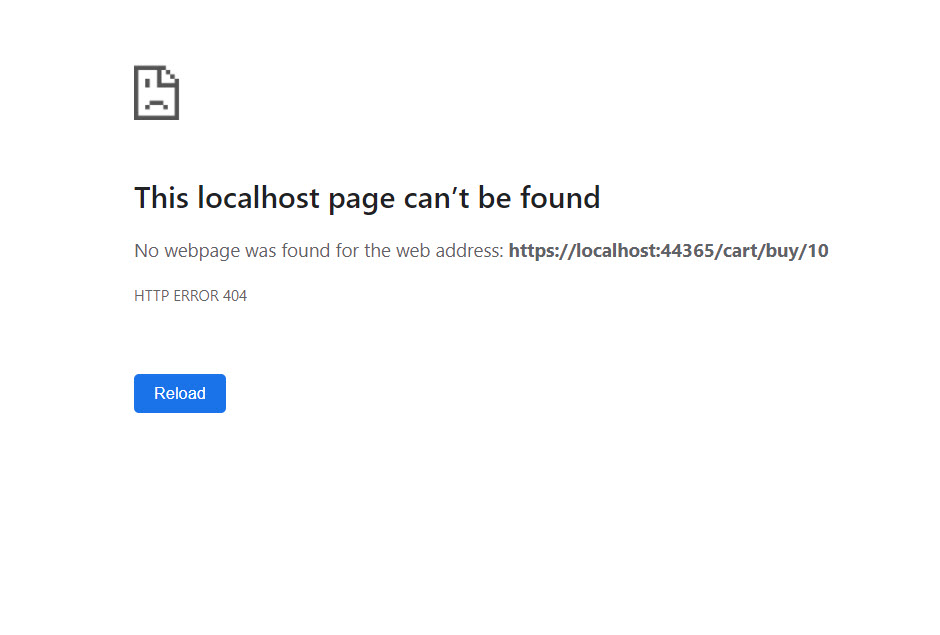 This localhost page can’t be found
No webpage was found for the web address: https://localhost:44365/cart/buy/10
HTTP ERROR 404
Reload